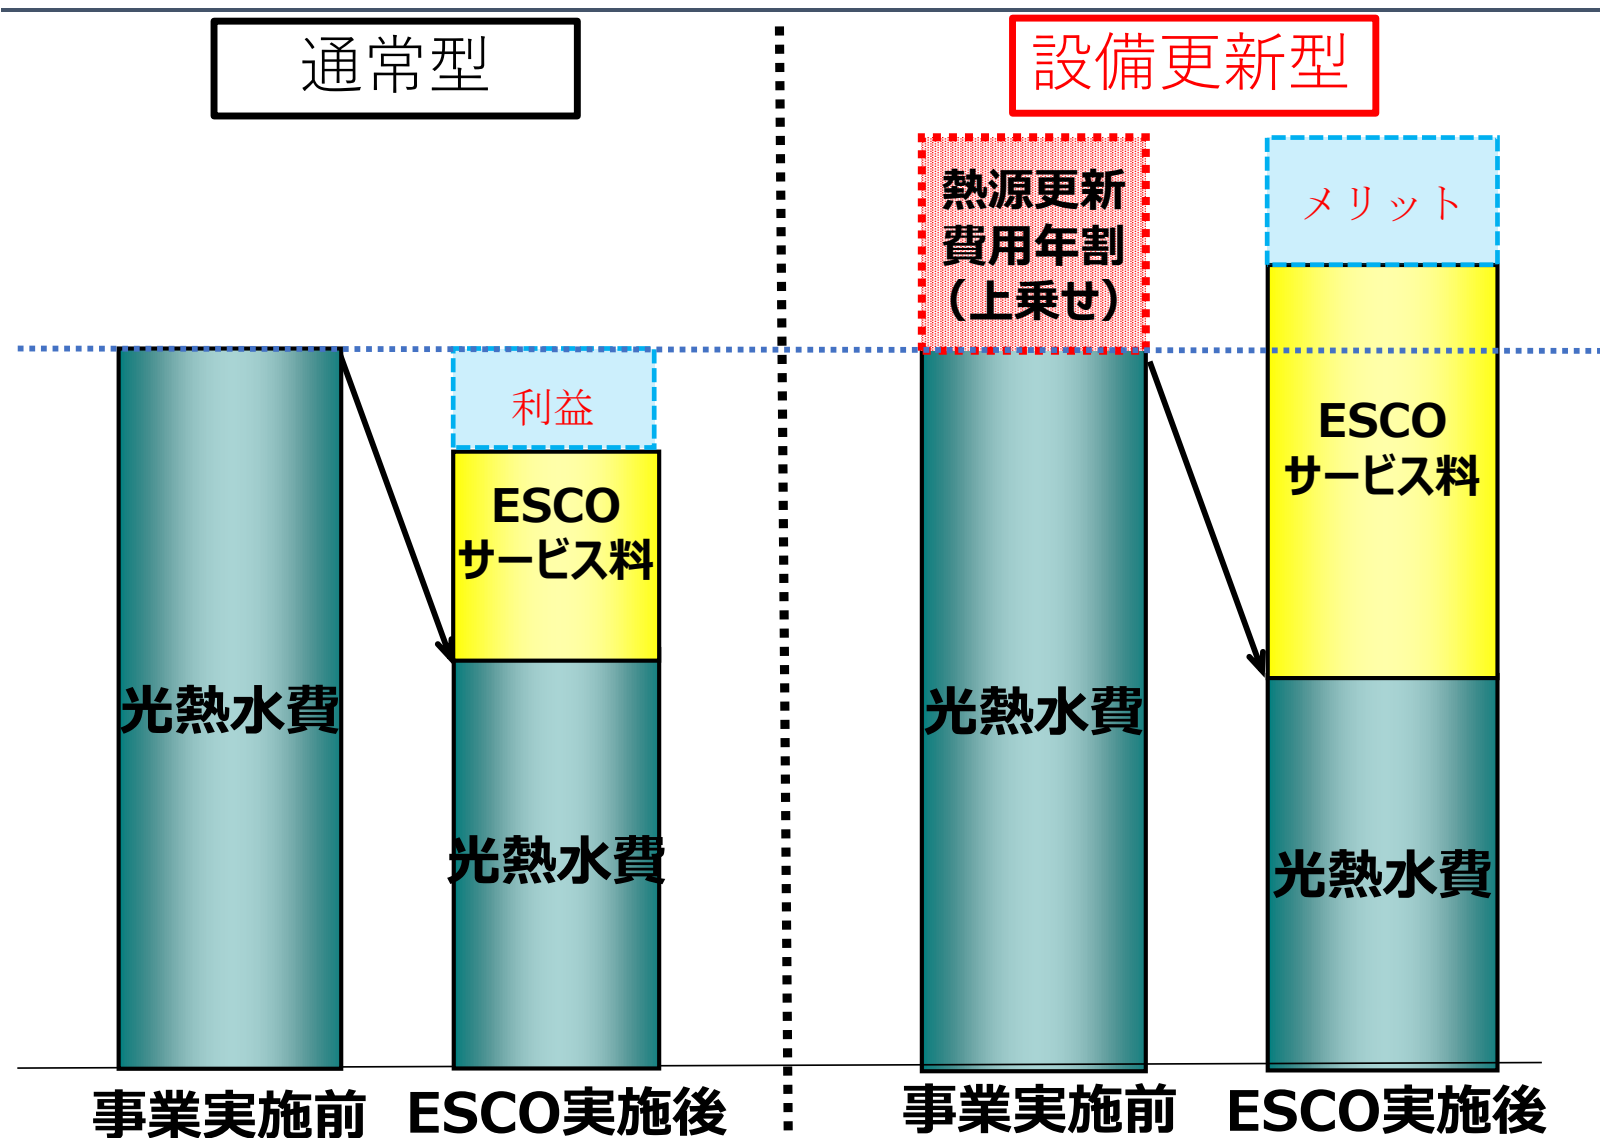 通常型
利益
ESCO
サービス料
光熱水費
光熱水費
事業実施前
ESCO実施後
設備更新型
熱源更新
費用年割
（上乗せ）
メリット
ESCO
サービス料
光熱水費
光熱水費
事業実施前
ESCO実施後